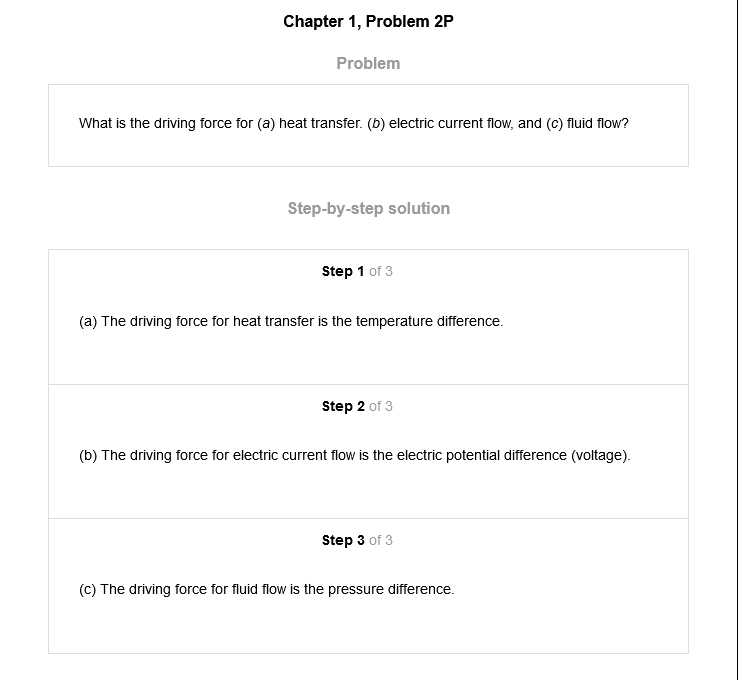 Chapter 1, Problem 2P
Problem
What is the driving force for (a) heat transfer. (b) electric current flow, and (c) fluid flow?
Step-by-step solution
Step 1 of 3
(a) The driving force for heat transfer is the temperature difference.
Step 2 of 3
(b) The driving force for electric current flow is the electric potential difference (voltage).
Step 3 of 3
(c) The driving force for fluid flow is the pressure difference.